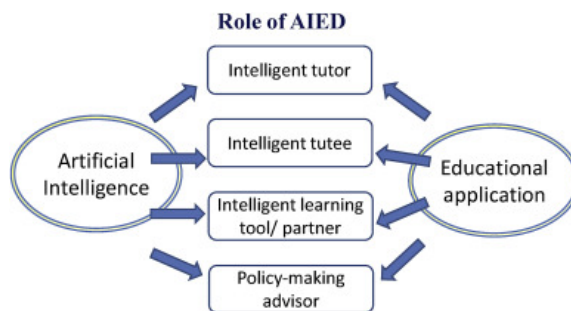 Role of AIED
Intelligent tutor
Intelligent tutee
Artificial
Intelligence
Educational
application
Intelligent learning
tool/ partner
Policy-making
advisor